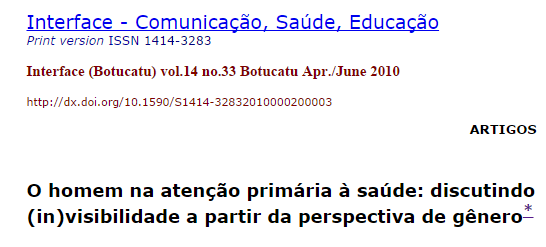 Interface - Comunicação, Saúde, Educação
Print version ISSN 1414-3283
Interface (Botucatu) vol.14 no.33 Botucatu Apr./June 2010
http://dx.doi.org/10.1590/S1414-32832010000200003
ARTIGOS
O homem na atenção primária à saúde: discutindo
(in)visibilidade a partir da perspectiva de gênero*